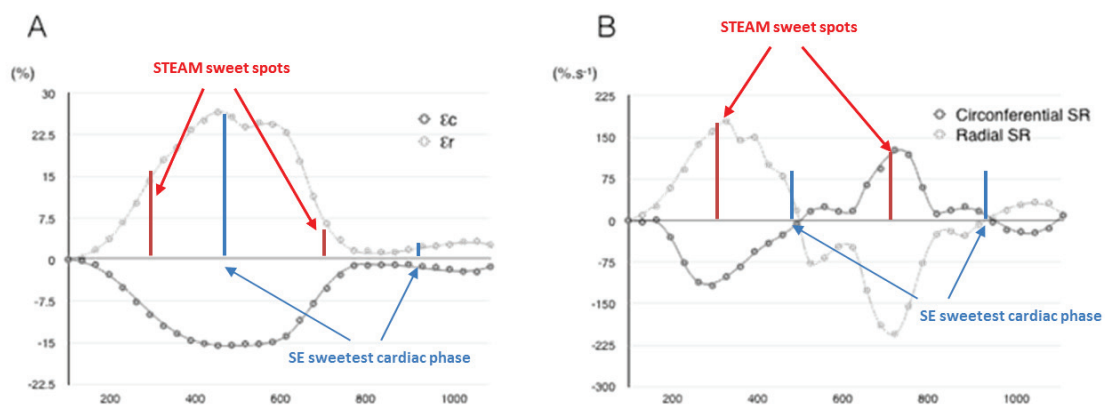 A
STEAM sweet spots
(%)
30
22.5
15
7.5
0
-7.5
-15
-22.5
εc
εr
SE sweetest cardiac phase
200
400
600
800
1000
B
STEAM sweet spots
(%.s⁻¹)
225
150
75
0
-75
-150
-225
-300
Circonferential SR
Radial SR
SE sweetest cardiac phase
200
400
600
800
1000